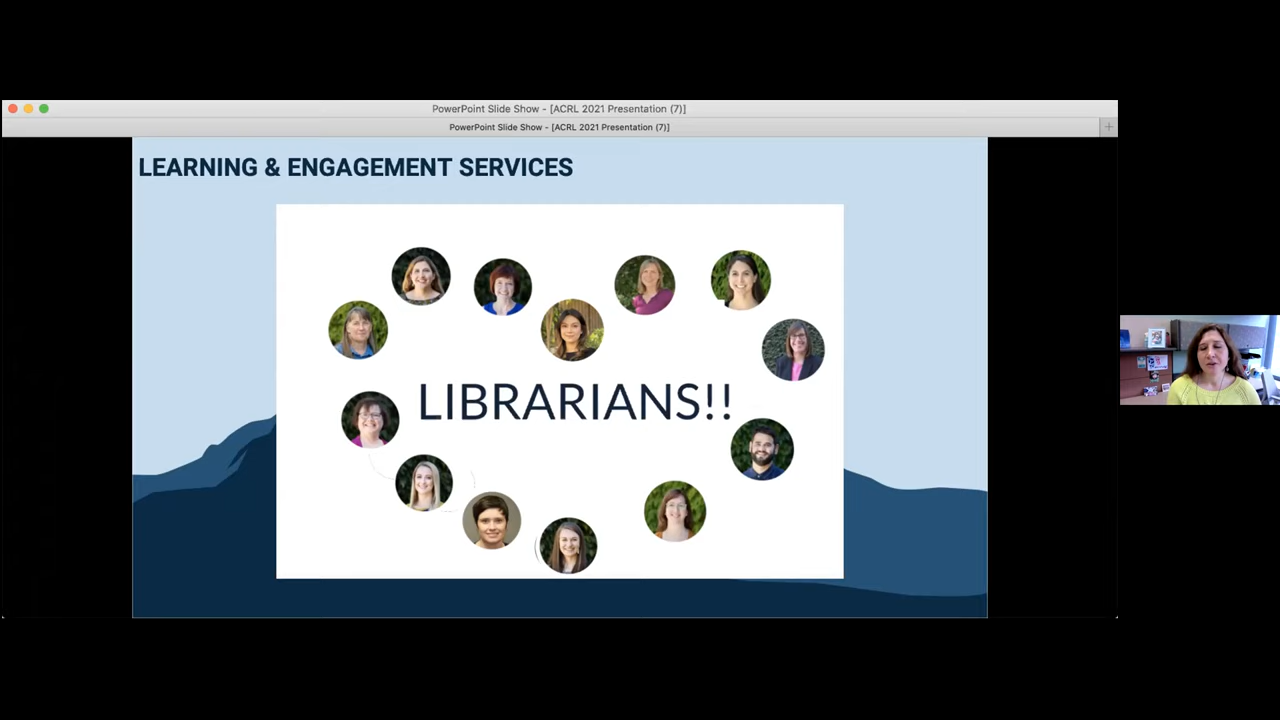 PowerPoint Slide Show - [ACRL 2021 Presentation (7)]
PowerPoint Slide Show - [ACRL 2021 Presentation (7)]
LEARNING & ENGAGEMENT SERVICES
LIBRARIANS!!